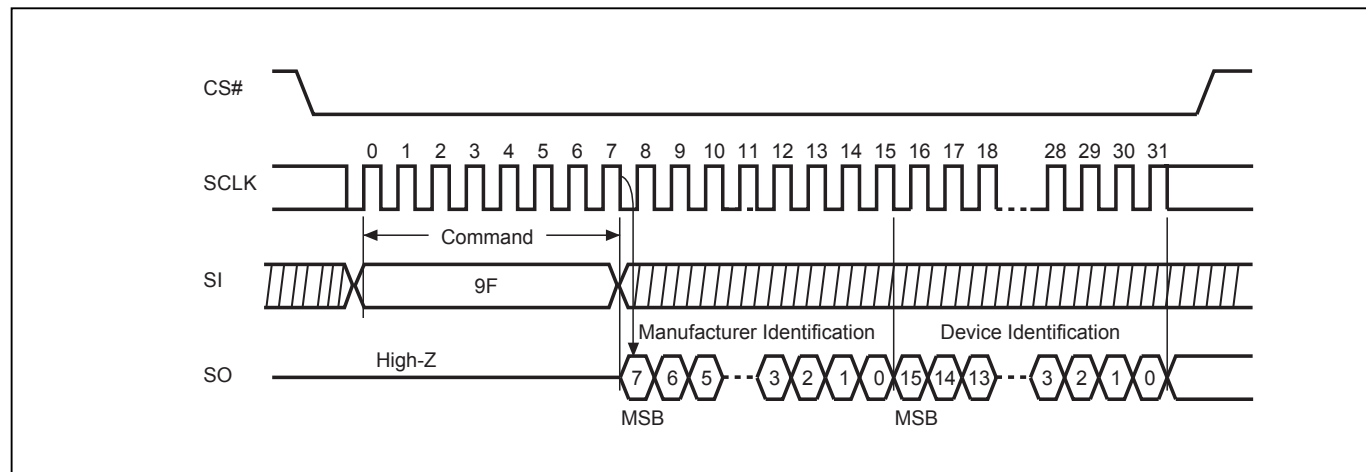 CS#
0 1 2 3 4 5 6 7 8 9 10 11 12 13 14 15 16 17 18 28 29 30 31
SCLK
Command
SI
9F
Manufacturer Identification Device Identification
High-Z
SO
7 6 5 3 2 1 0 15 14 13 3 2 1 0
MSB MSB